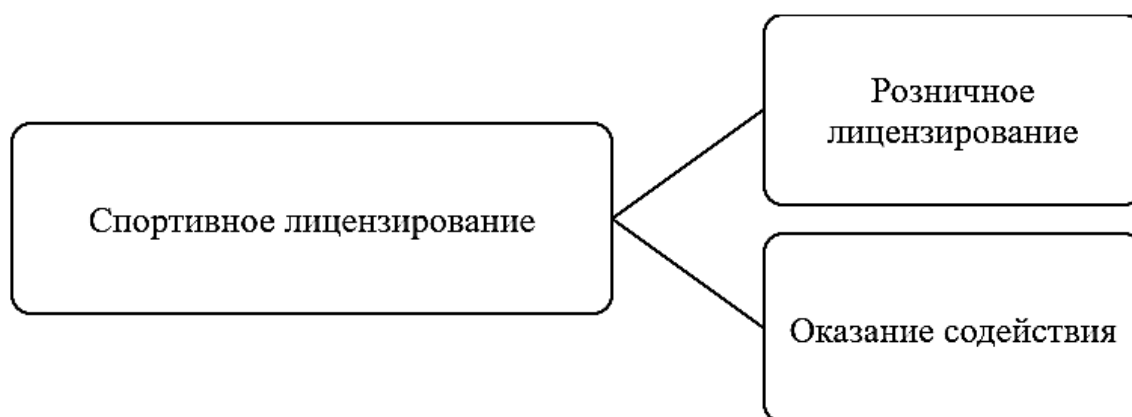 Спортивное лицензирование
Розничное
лицензирование
Оказание содействия